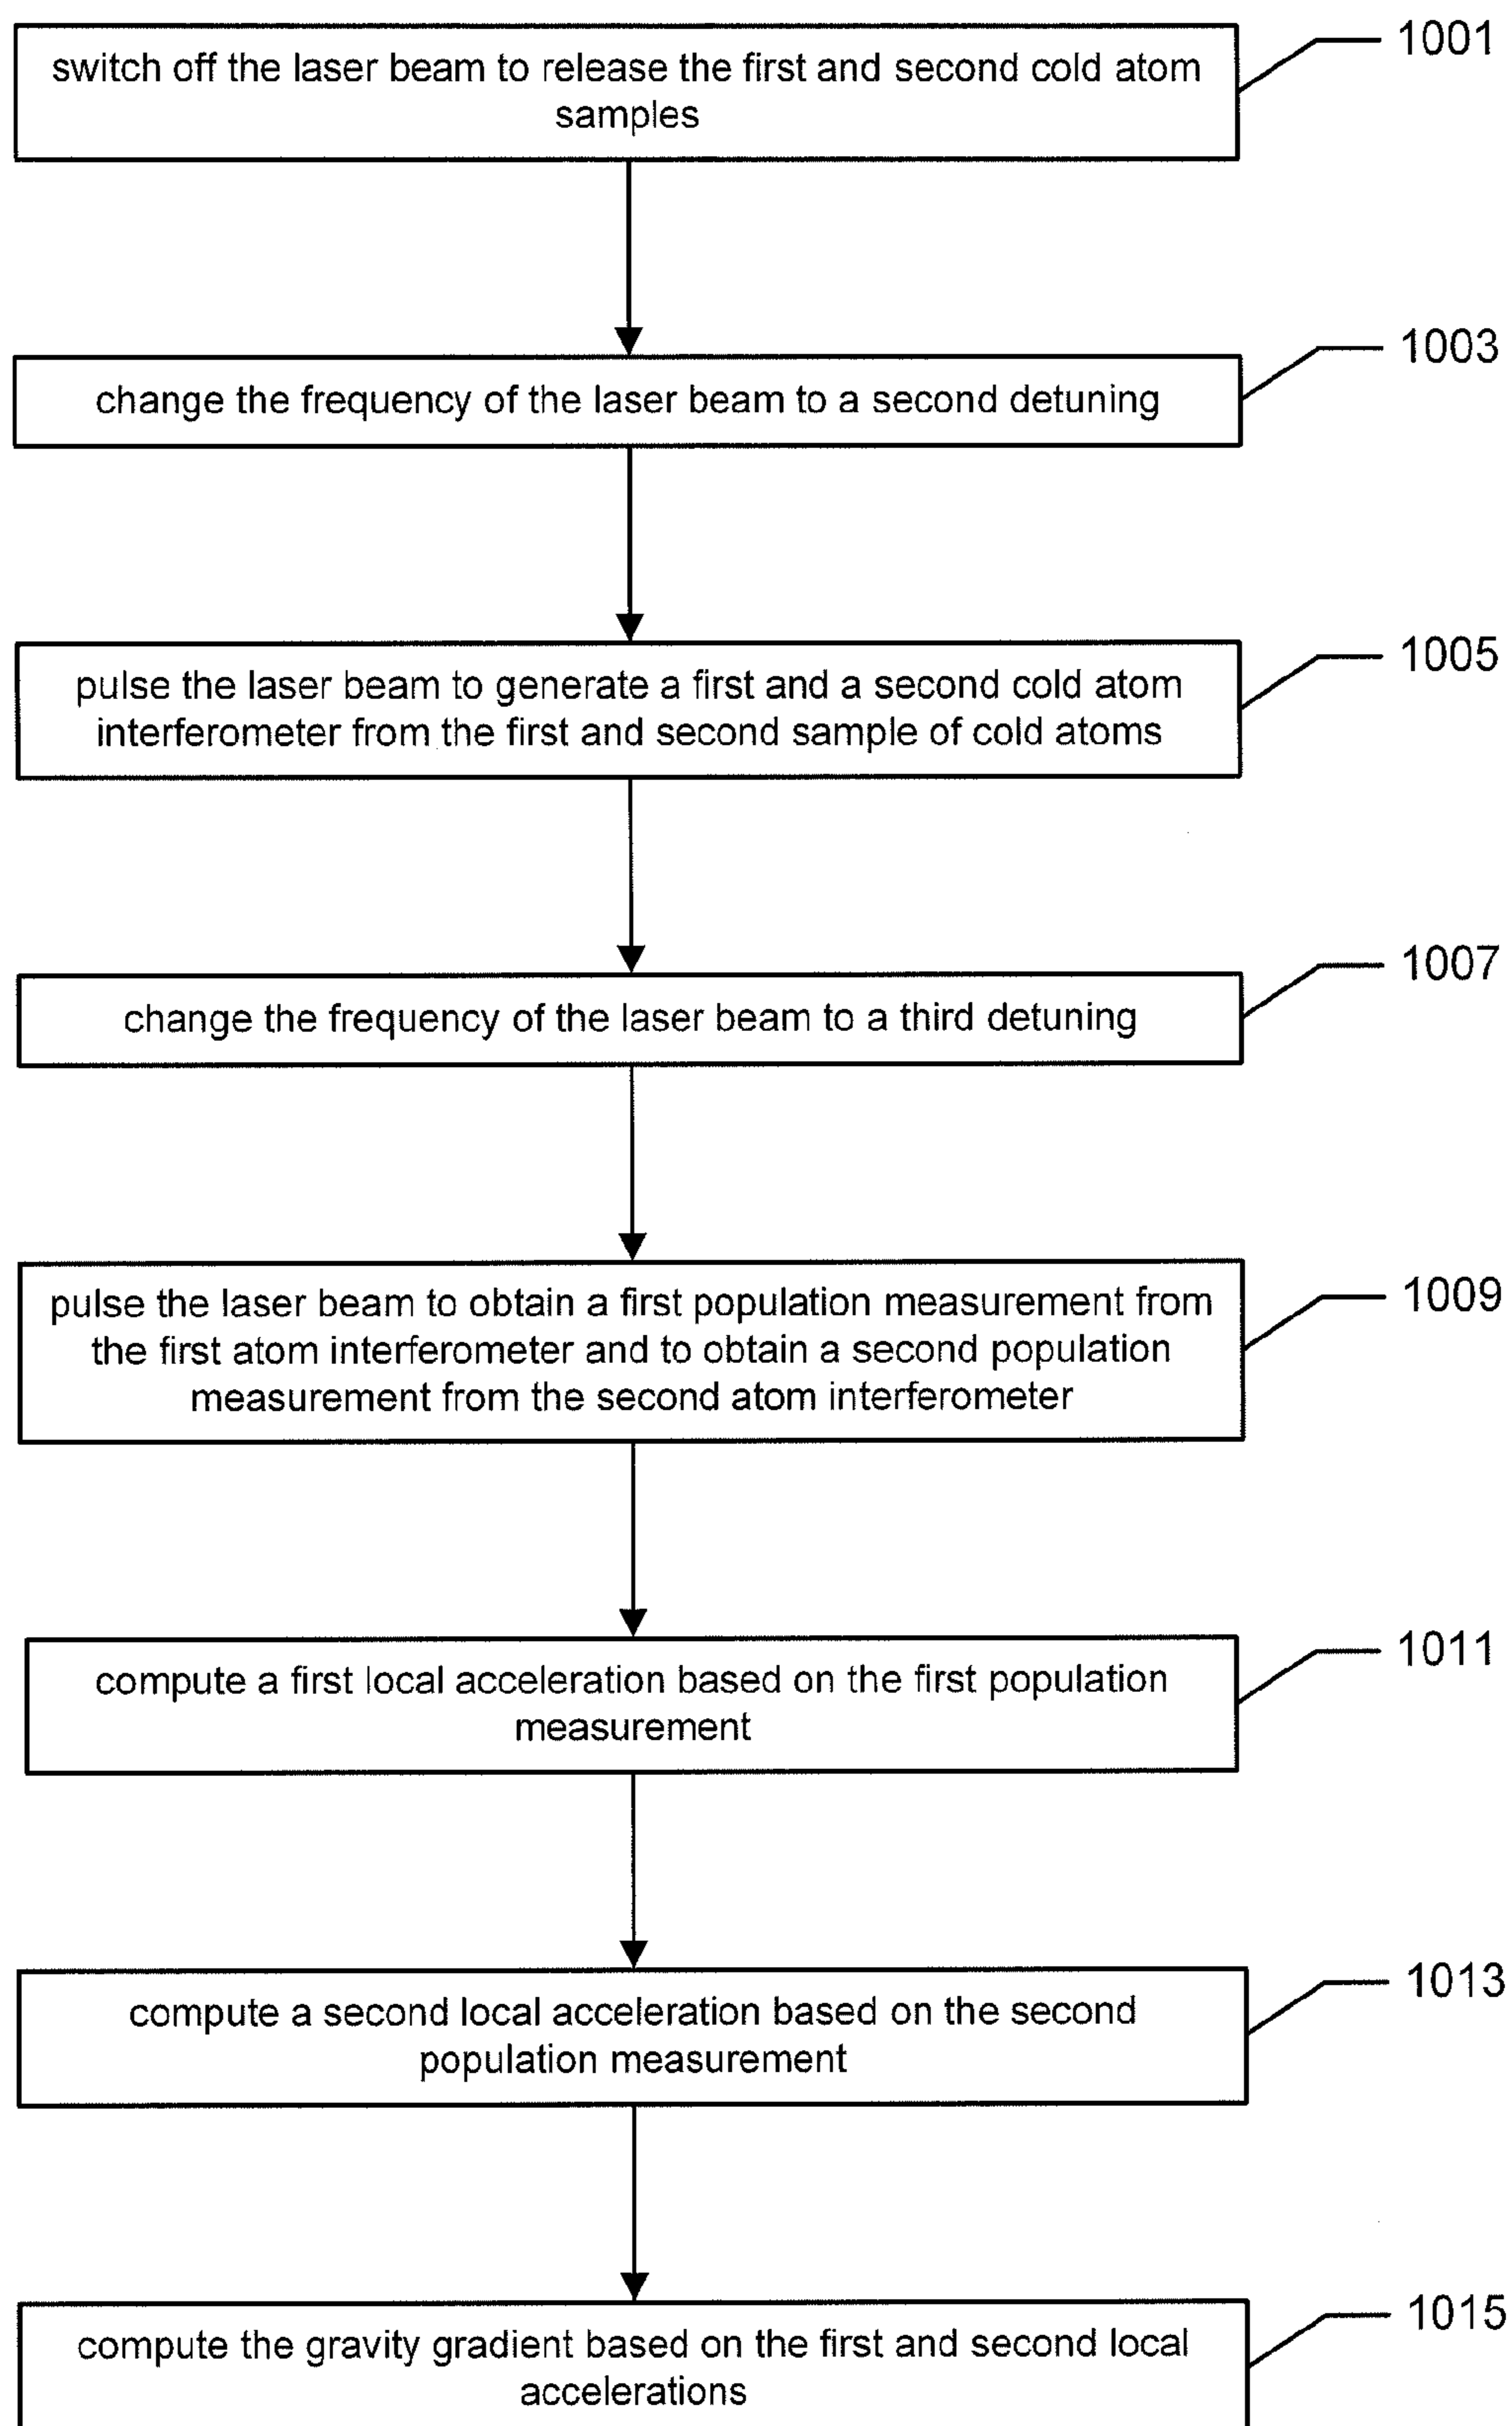 1001
switch off the laser beam to release the first and second cold atom
samples
1003
change the frequency of the laser beam to a second detuning
1005
pulse the laser beam to generate a first and a second cold atom
interferometer from the first and second sample of cold atoms
1007
change the frequency of the laser beam to a third detuning
1009
pulse the laser beam to obtain a first population measurement from
the first atom interferometer and to obtain a second population
measurement from the second atom interferometer
1011
compute a first local acceleration based on the first population
measurement
1013
compute a second local acceleration based on the second
population measurement
1015
compute the gravity gradient based on the first and second local
accelerations